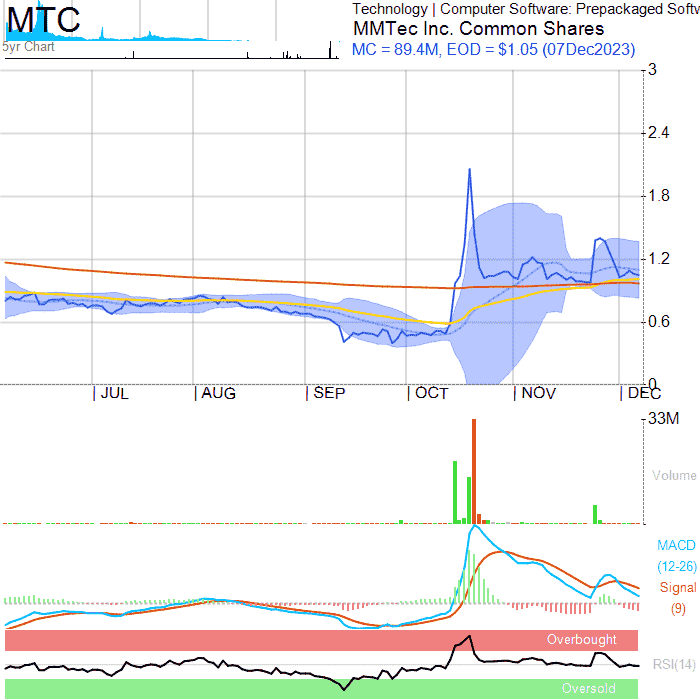 MTC
Technology | Computer Software: Prepackaged Softw
MMTec Inc. Common Shares
5yr Chart
MC = 89.4M, EOD = $1.05 (07Dec2023)
3
2.4
1.8
1.2
0.6
0
JUL
AUG
SEP
OCT
NOV
DEC
33M
Volume
MACD
(12-26)
Signal
(9)
Overbought
RSI(14)
Oversold